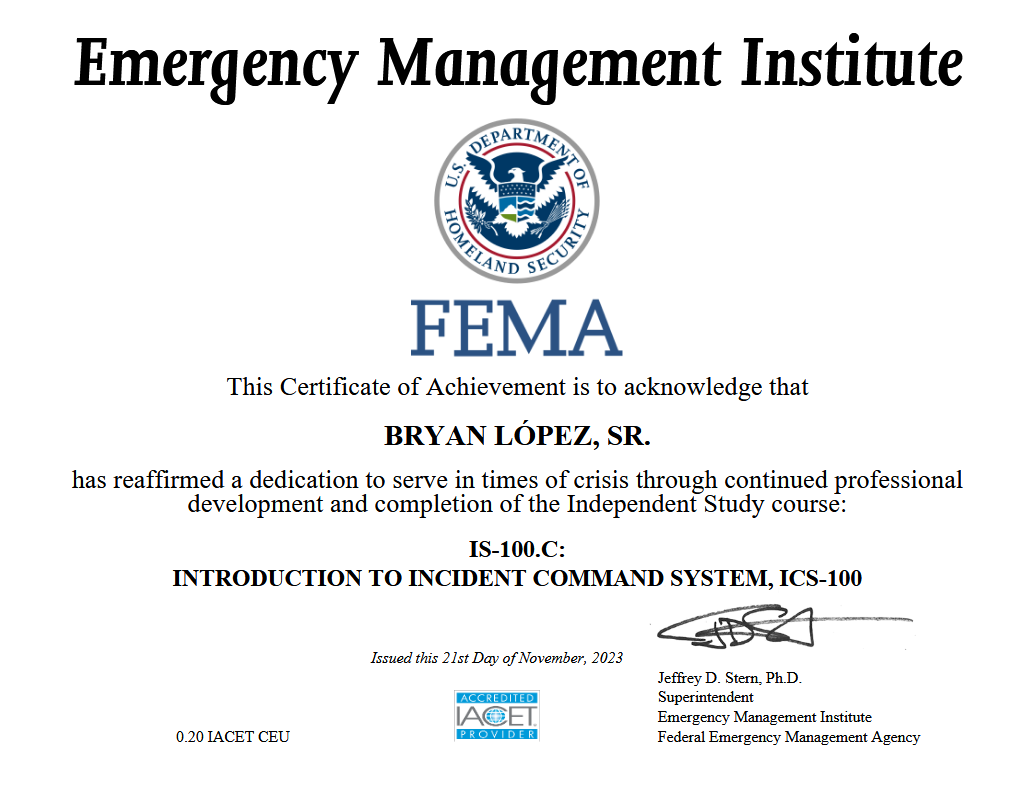 Emergency Management Institute
U.S. DEPARTMENT OF
HOMELAND SECURITY
FEMA
This Certificate of Achievement is to acknowledge that
BRYAN LÓPEZ, SR.
has reaffirmed a dedication to serve in times of crisis through continued professional
development and completion of the Independent Study course:
IS-100.C:
INTRODUCTION TO INCIDENT COMMAND SYSTEM, ICS-100
Issued this 21st Day of November, 2023
Jeffrey D. Stern, Ph.D.
Superintendent
Emergency Management Institute
Federal Emergency Management Agency
ACCREDITED
IACET
PROVIDER
0.20 IACET CEU